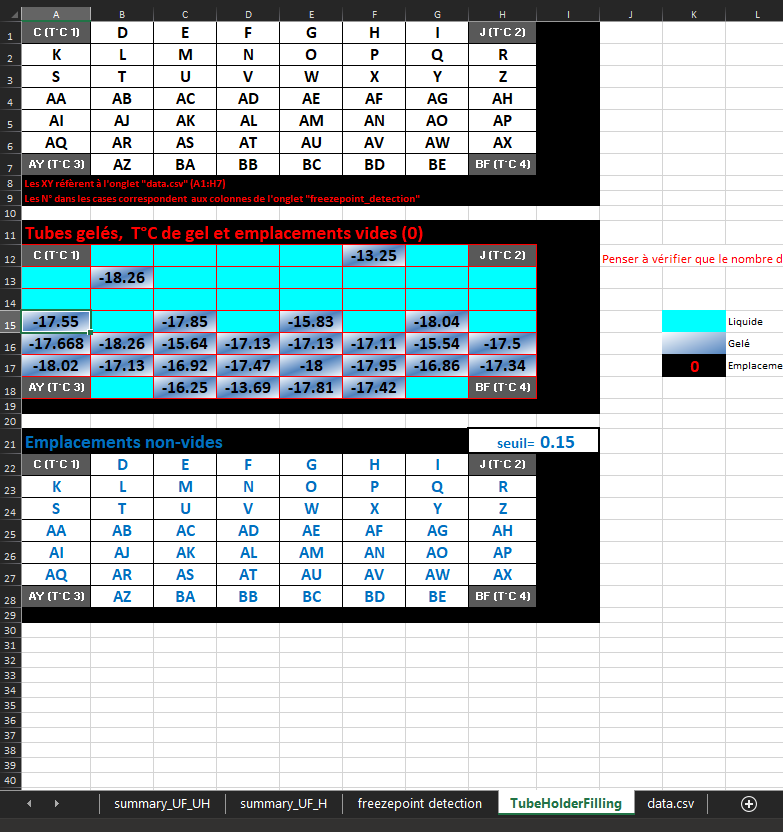 A B C D E F G H I J K L
1 C (T°C 1) D E F G H I J (T°C 2)
2 K L M N O P Q R
3 S T U V W X Y Z
4 AA AB AC AD AE AF AG AH
5 AI AJ AK AL AM AN AO AP
6 AQ AR AS AT AU AV AW AX
7 AY (T°C 3) AZ BA BB BC BD BE BF (T°C 4)
8 Les XY réfèrent à l'onglet "data.csv" (A1:H7)
9 Les N° dans les cases correspondent aux colonnes de l'onglet "freezepoint_detection"
10
11 Tubes gelés, T°C de gel et emplacements vides (0)
12 C (T°C 1) -13.25 J (T°C 2) Penser à vérifier que le nombre d
13 -18.26
14
15 -17.55 -17.85 -15.83 -18.04 Liquide
16 -17.668 -18.26 -15.64 -17.13 -17.13 -17.11 -15.54 -17.5 Gelé
17 -18.02 -17.13 -16.92 -17.47 -18 -17.95 -16.86 -17.34 0 Emplaceme
18 AY (T°C 3) -16.25 -13.69 -17.81 -17.42 BF (T°C 4)
19
20
21 Emplacements non-vides seuil= 0.15
22 C (T°C 1) D E F G H I J (T°C 2)
23 K L M N O P Q R
24 S T U V W X Y Z
25 AA AB AC AD AE AF AG AH
26 AI AJ AK AL AM AN AO AP
27 AQ AR AS AT AU AV AW AX
28 AY (T°C 3) AZ BA BB BC BD BE BF (T°C 4)
29
30
31
32
33
34
35
36
37
38
39
40
summary_UF_UH summary_UF_H freezepoint detection TubeHolderFilling data.csv